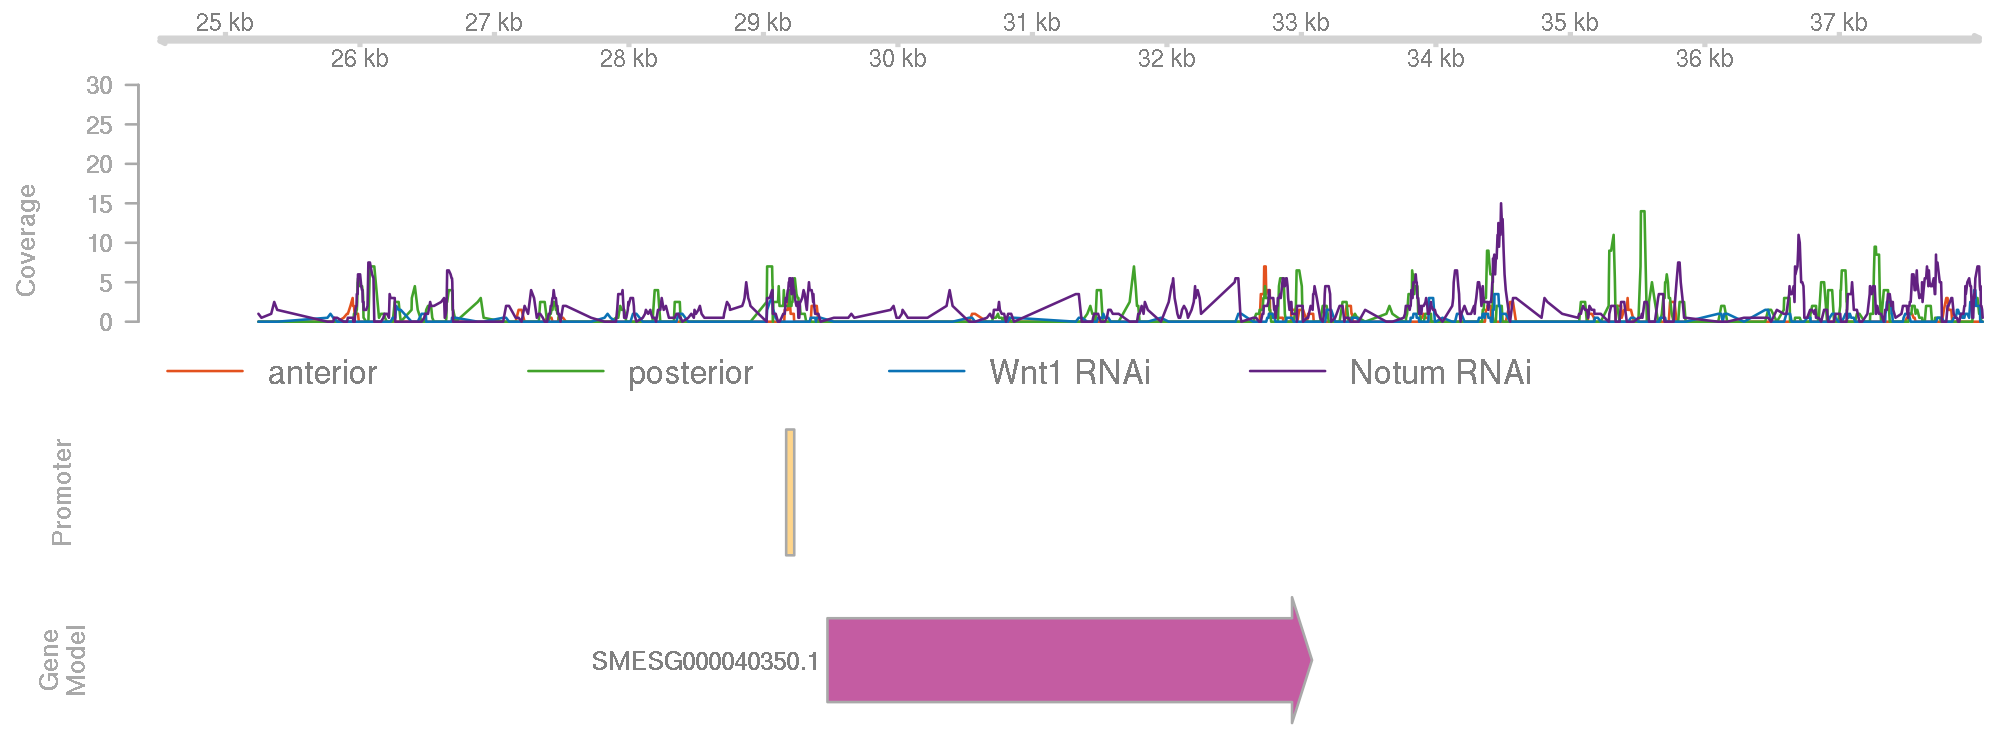 25 kb 27 kb 29 kb 31 kb 33 kb 35 kb 37 kb
26 kb 28 kb 30 kb 32 kb 34 kb 36 kb
30
25
20
15
10
5
0
Coverage
anterior posterior Wnt1 RNAi Notum RNAi
Promoter
Gene
Model
SMESG000040350.1